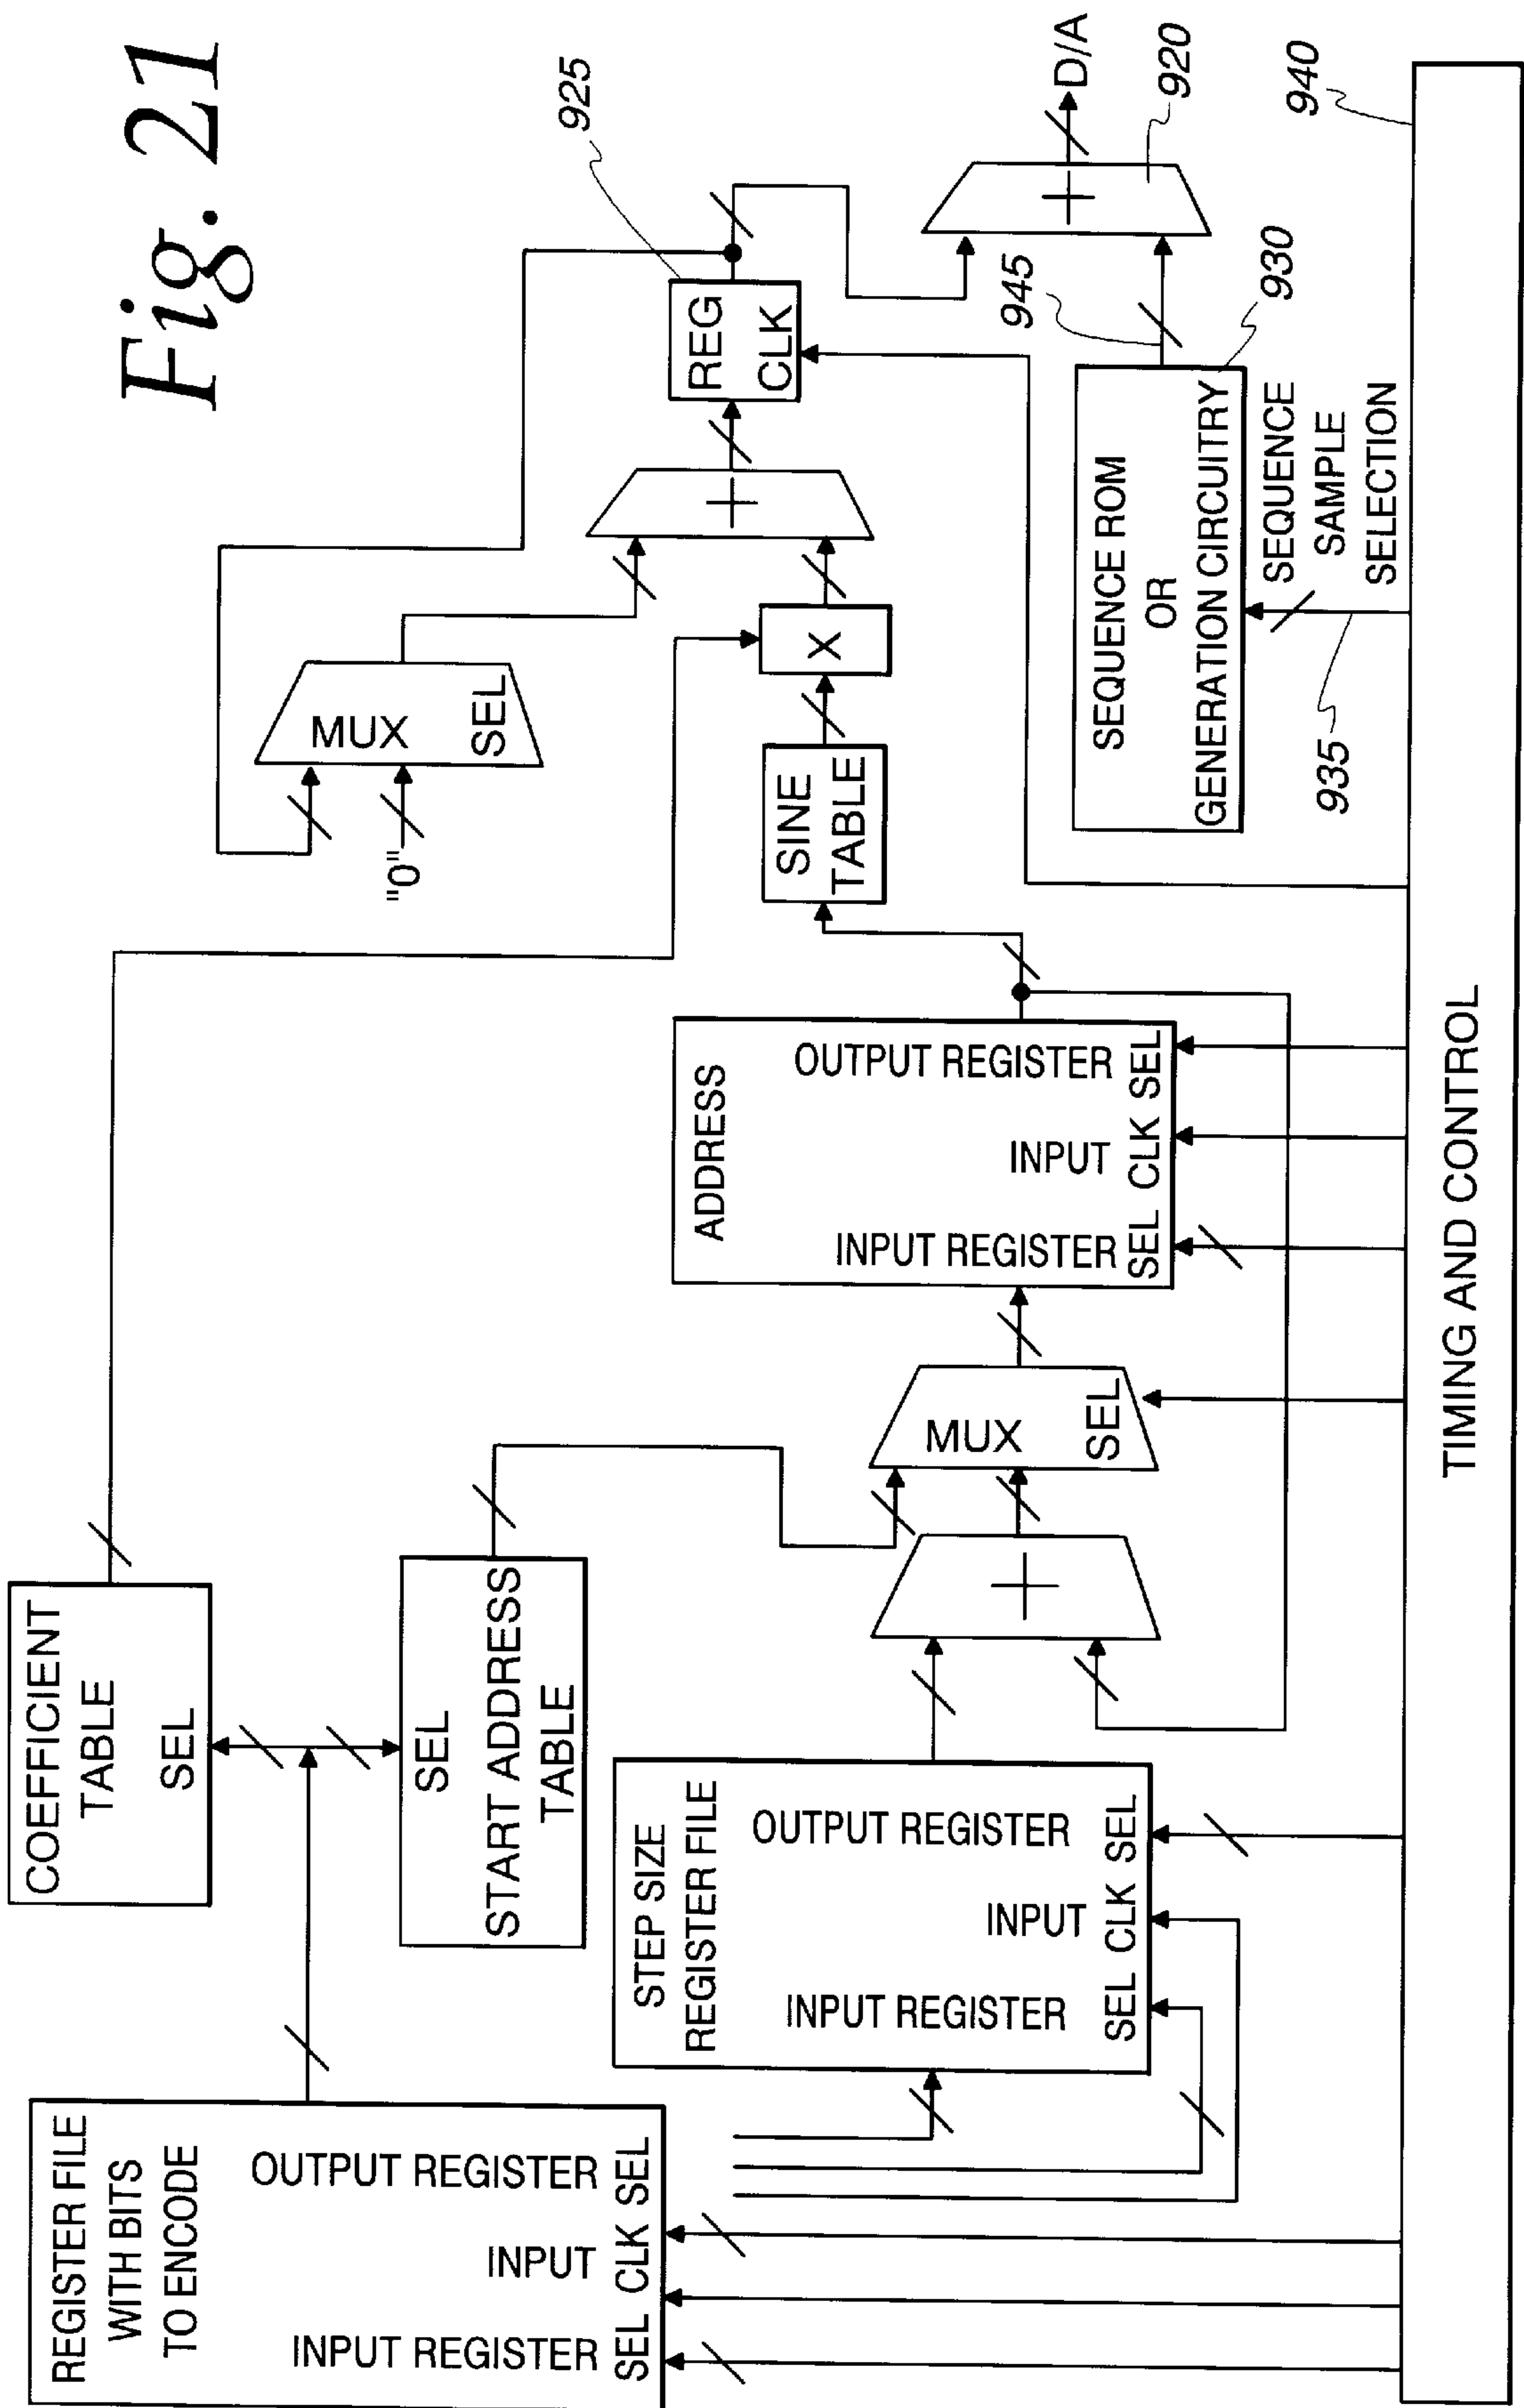 Fig. 21
REGISTER FILE
WITH BITS
TO ENCODE
OUTPUT REGISTER
INPUT
INPUT REGISTER
SEL CLK SEL
COEFFICIENT
TABLE
SEL
SEL
START ADDRESS
TABLE
STEP SIZE
REGISTER FILE
OUTPUT REGISTER
INPUT
INPUT REGISTER
SEL CLK SEL
+
MUX
SEL
ADDRESS
OUTPUT REGISTER
INPUT
INPUT REGISTER
SEL CLK SEL
"0"
MUX
SEL
SINE
TABLE
X
+
REG
CLK
925
SEQUENCE ROM
OR
GENERATION CIRCUITRY
930
945
+
920
D/A
SEQUENCE
SAMPLE
SELECTION
935
940
TIMING AND CONTROL